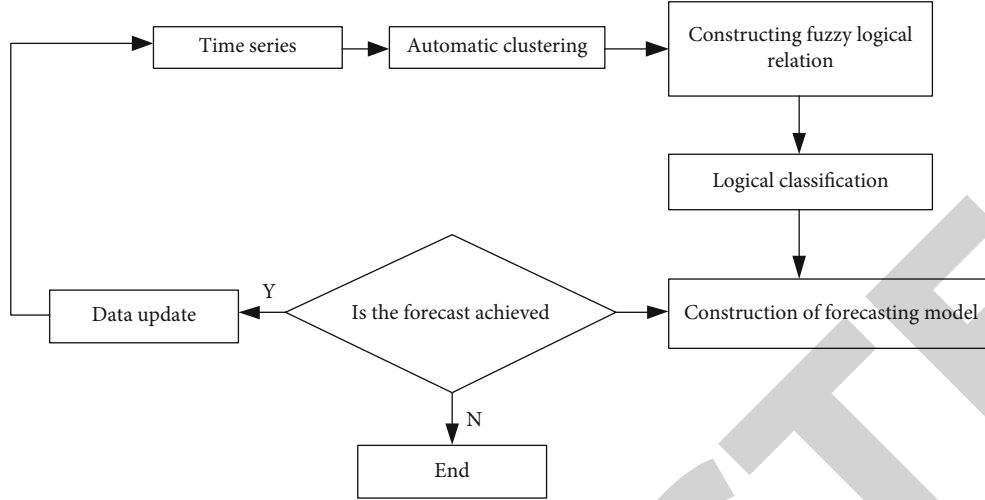 Time series
Automatic clustering
Constructing fuzzy logical
relation
Logical classification
Construction of forecasting model
Is the forecast achieved
Y
Data update
N
End